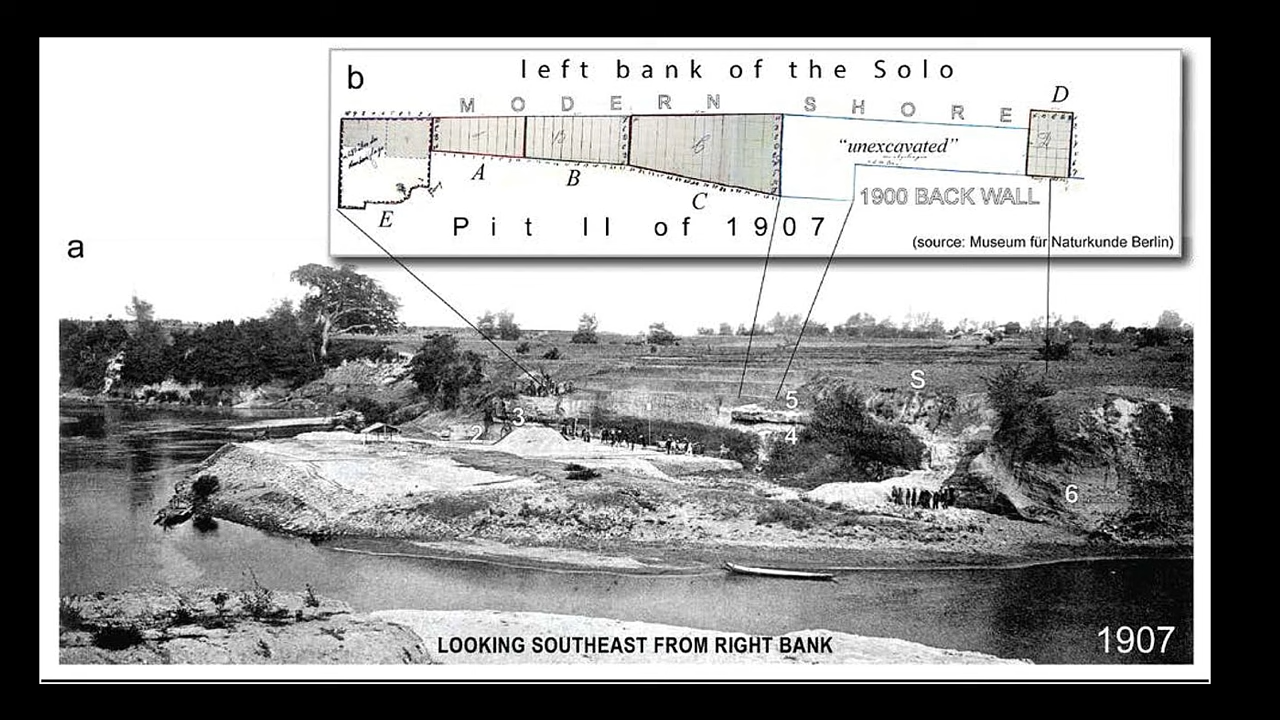 b
left bank of the Solo
MODERN SHORE
D
"unexcavated"
A
B
C
E
1900 BACK WALL
Pit II of 1907
(source: Museum für Naturkunde Berlin)
a
S
5
3
2
4
6
LOOKING SOUTHEAST FROM RIGHT BANK
1907